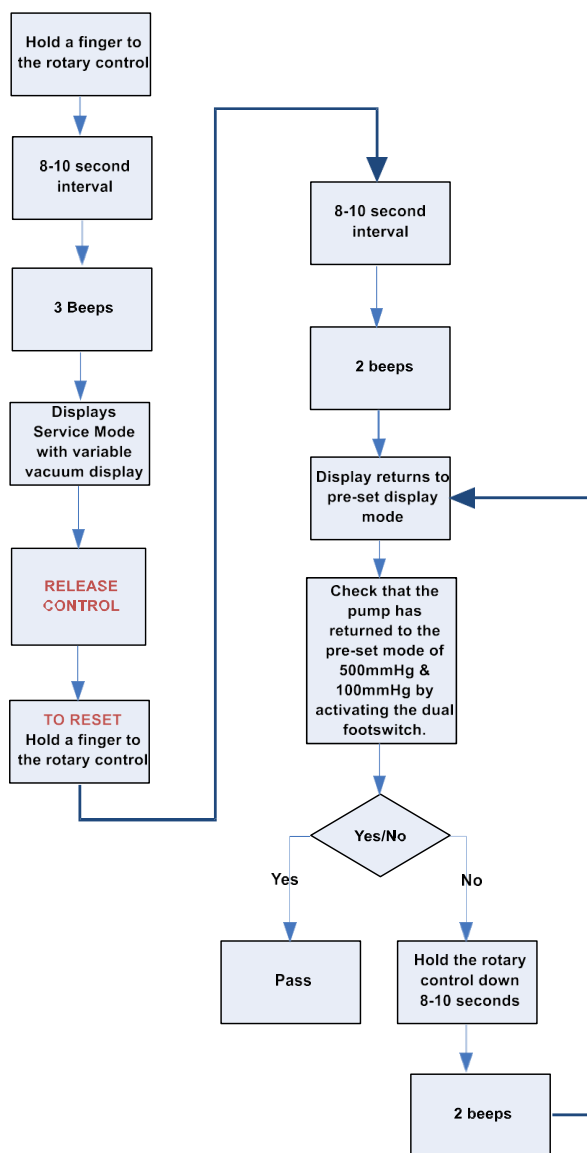 Hold a finger to
the rotary control
8-10 second
interval
3 Beeps
Displays
Service Mode
with variable
vacuum display
RELEASE
CONTROL
TO RESET
Hold a finger to
the rotary control
8-10 second
interval
2 beeps
Display returns to
pre-set display
mode
Check that the
pump has
returned to the
pre-set mode of
500mmHg &
100mmHg by
activating the dual
footswitch.
Yes/No
Yes
No
Pass
Hold the rotary
control down
8-10 seconds
2 beeps